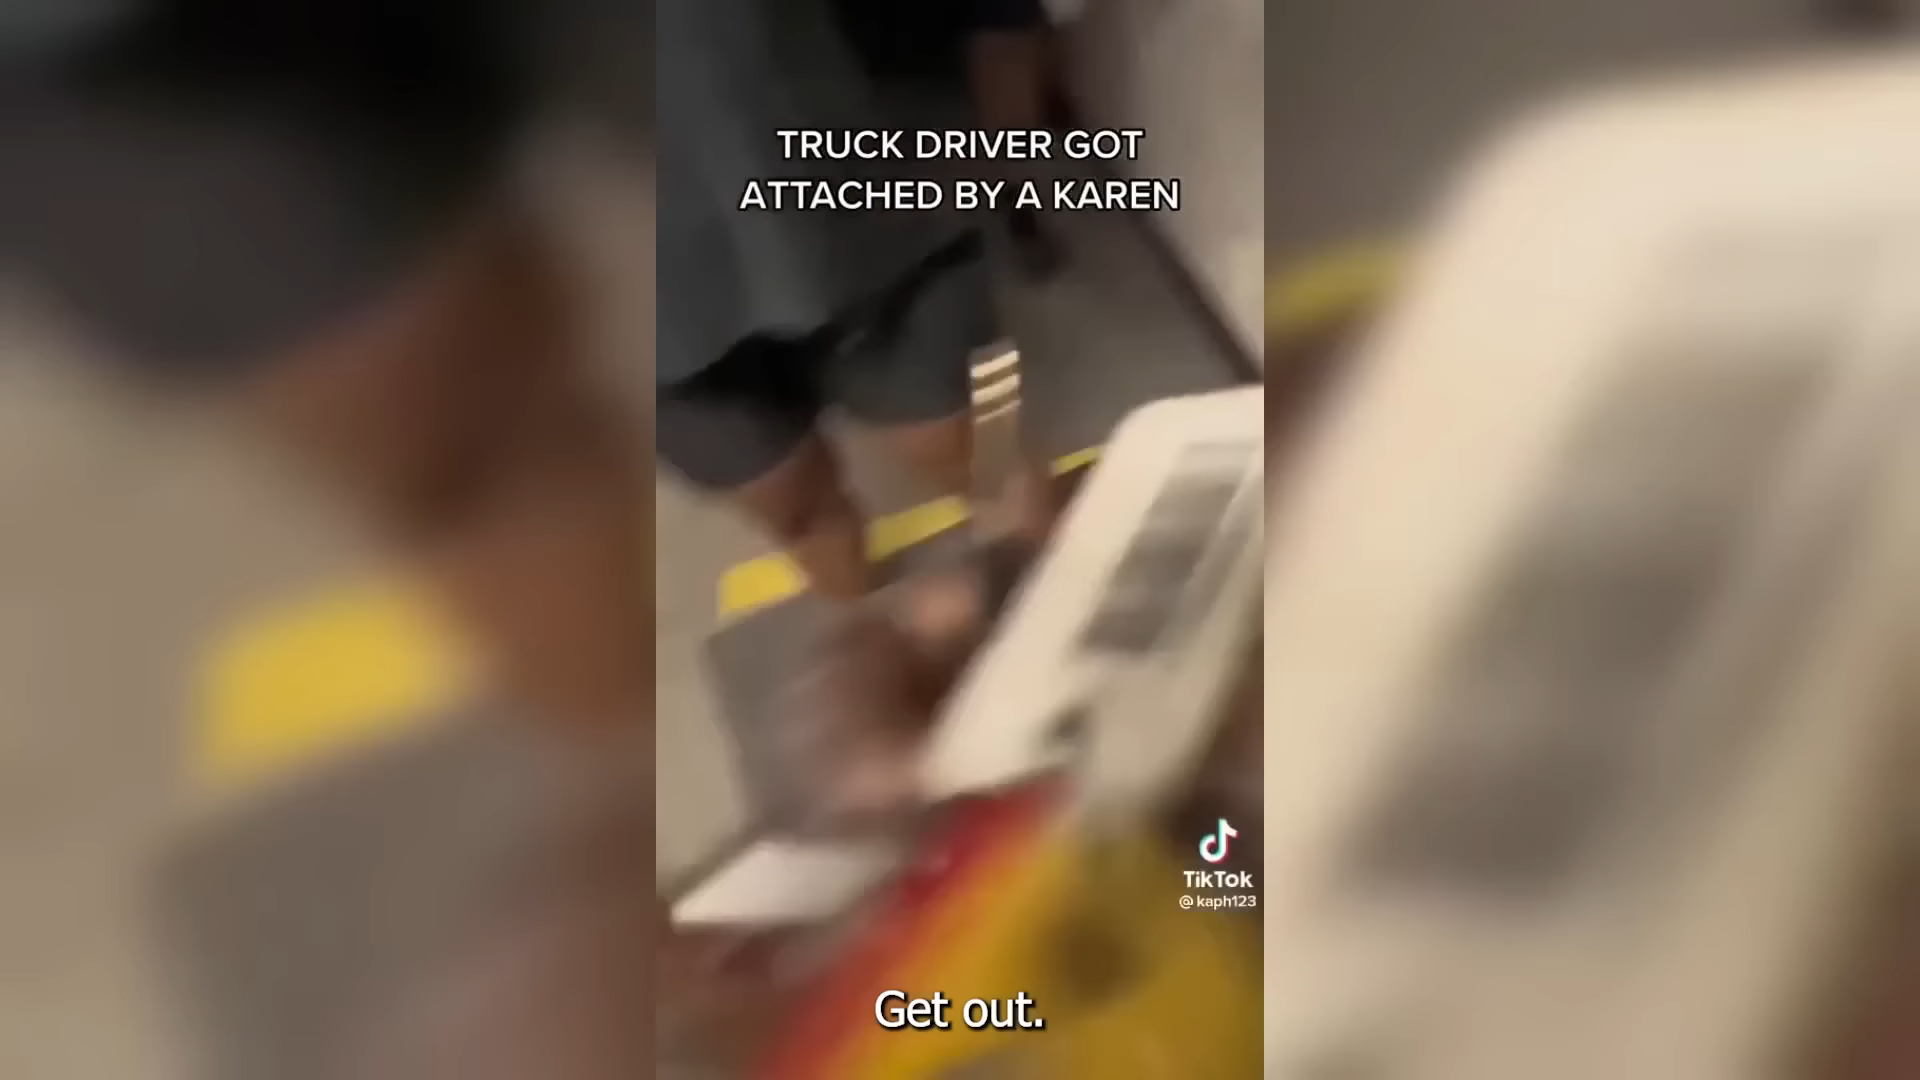 TRUCK DRIVER GOT
ATTACHED BY A KAREN
TikTok
@kaph123
Get out.